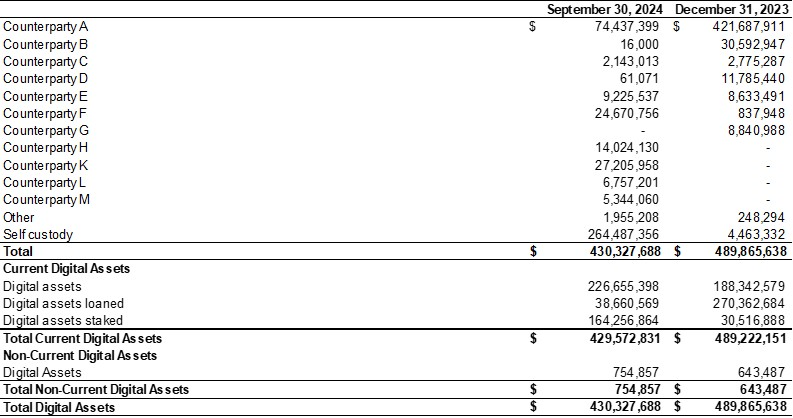 September 30, 2024 December 31, 2023
Counterparty A $ 74,437,399 $ 421,687,911
Counterparty B 16,000 30,592,947
Counterparty C 2,143,013 2,775,287
Counterparty D 61,071 11,785,440
Counterparty E 9,225,537 8,633,491
Counterparty F 24,670,756 837,948
Counterparty G - 8,840,988
Counterparty H 14,024,130 -
Counterparty K 27,205,958 -
Counterparty L 6,757,201 -
Counterparty M 5,344,060 -
Other 1,955,208 248,294
Self custody 264,487,356 4,463,332
Total $ 430,327,688 $ 489,865,638
Current Digital Assets
Digital assets 226,655,398 188,342,579
Digital assets loaned 38,660,569 270,362,684
Digital assets staked 164,256,864 30,516,888
Total Current Digital Assets $ 429,572,831 $ 489,222,151
Non-Current Digital Assets
Digital Assets 754,857 643,487
Total Non-Current Digital Assets $ 754,857 $ 643,487
Total Digital Assets $ 430,327,688 $ 489,865,638